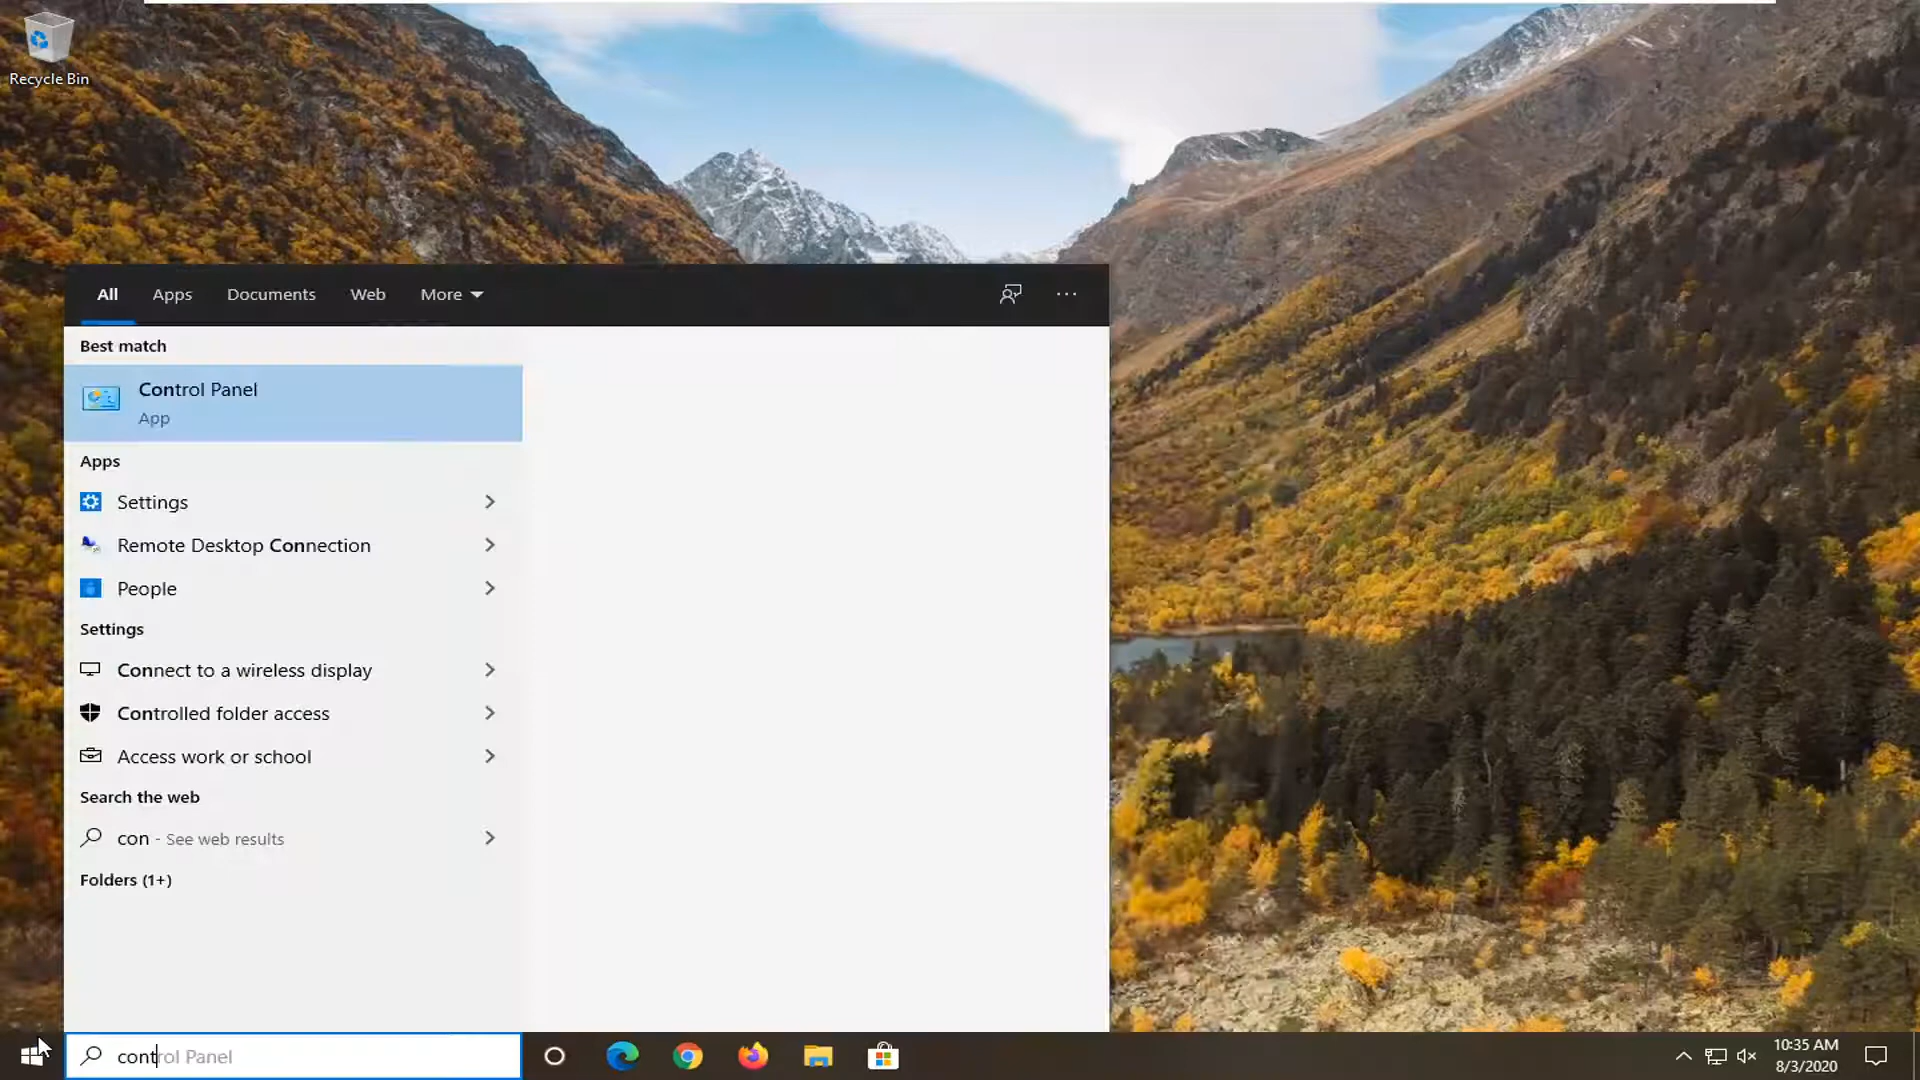 Recycle Bin
All Apps Documents Web More
Best match
Control Panel
App
Apps
Settings
Remote Desktop Connection
People
Settings
Connect to a wireless display
Controlled folder access
Access work or school
Search the web
con - See web results
Folders (1+)
control Panel
10:35 AM
8/3/2020